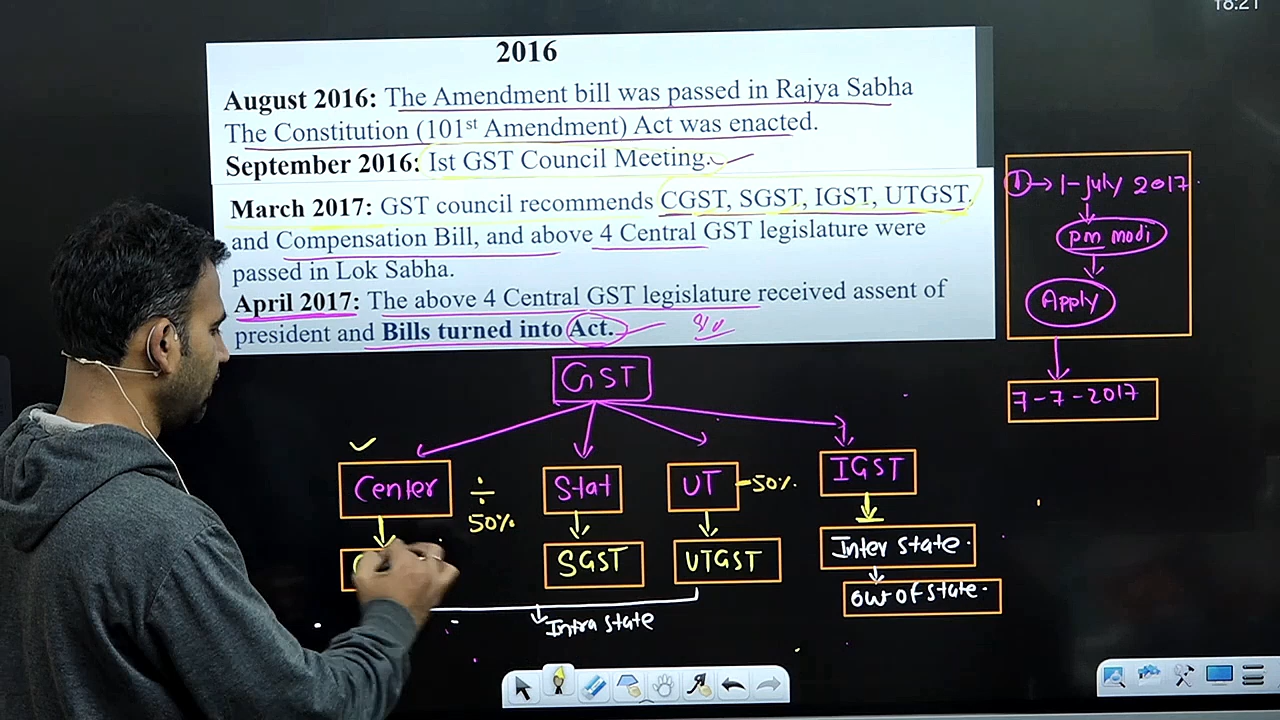 18:21
2016
August 2016: The Amendment bill was passed in Rajya Sabha
The Constitution (101st Amendment) Act was enacted.
September 2016: Ist GST Council Meeting.
March 2017: GST council recommends CGST, SGST, IGST, UTGST.
and Compensation Bill, and above 4 Central GST legislature were
passed in Lok Sabha.
April 2017: The above 4 Central GST legislature received assent of
president and Bills turned into Act.
1 → 1-July 2017
pm modi
Apply
7-7-2017
GST
Center
÷
50%
Stat
UT
-50%.
IGST
SGST
UTGST
Inter state.
out of state.
Intra state